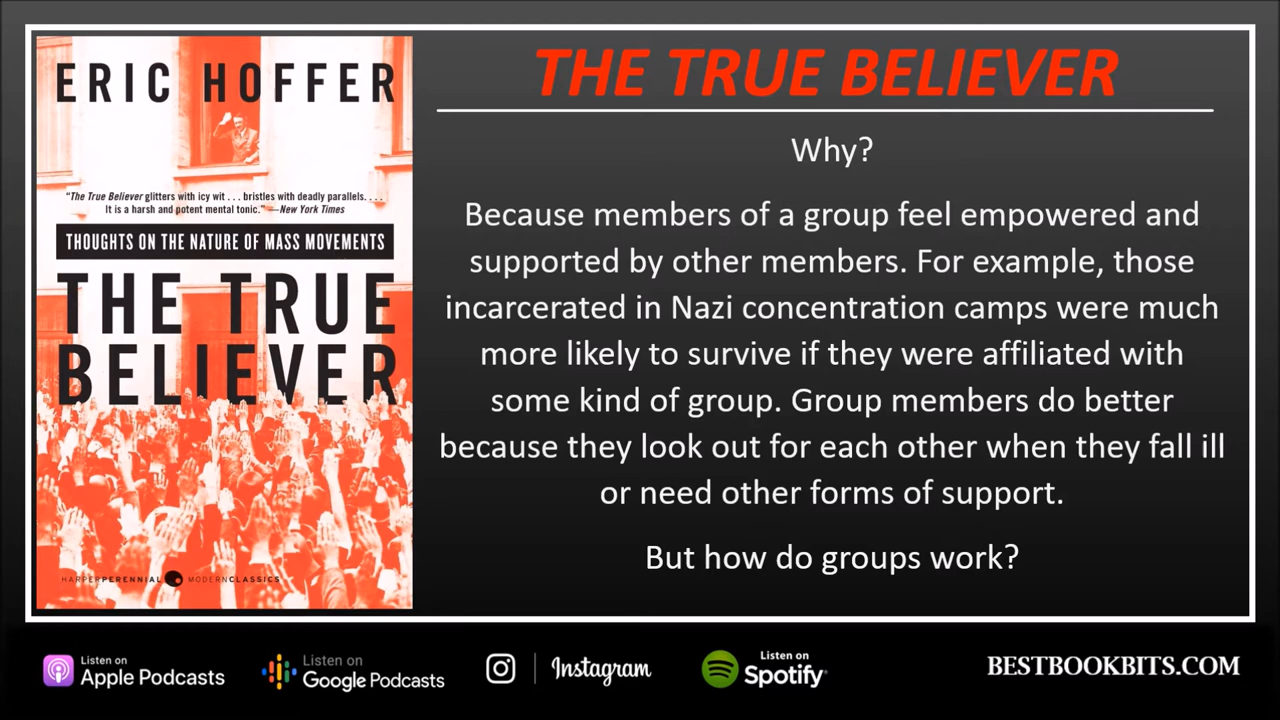 ERIC HOFFER
"The True Believer glitters with icy wit . . . bristles with deadly parallels. . . .
It is a harsh and potent mental tonic." —New York Times
THOUGHTS ON THE NATURE OF MASS MOVEMENTS
THE TRUE
BELIEVER
HARPERPERENNIAL MODERNCLASSICS
THE TRUE BELIEVER
Why?
Because members of a group feel empowered and
supported by other members. For example, those
incarcerated in Nazi concentration camps were much
more likely to survive if they were affiliated with
some kind of group. Group members do better
because they look out for each other when they fall ill
or need other forms of support.
But how do groups work?
Listen on
Apple Podcasts
Listen on
Google Podcasts
Instagram
Listen on
Spotify
BESTBOOKBITS.COM